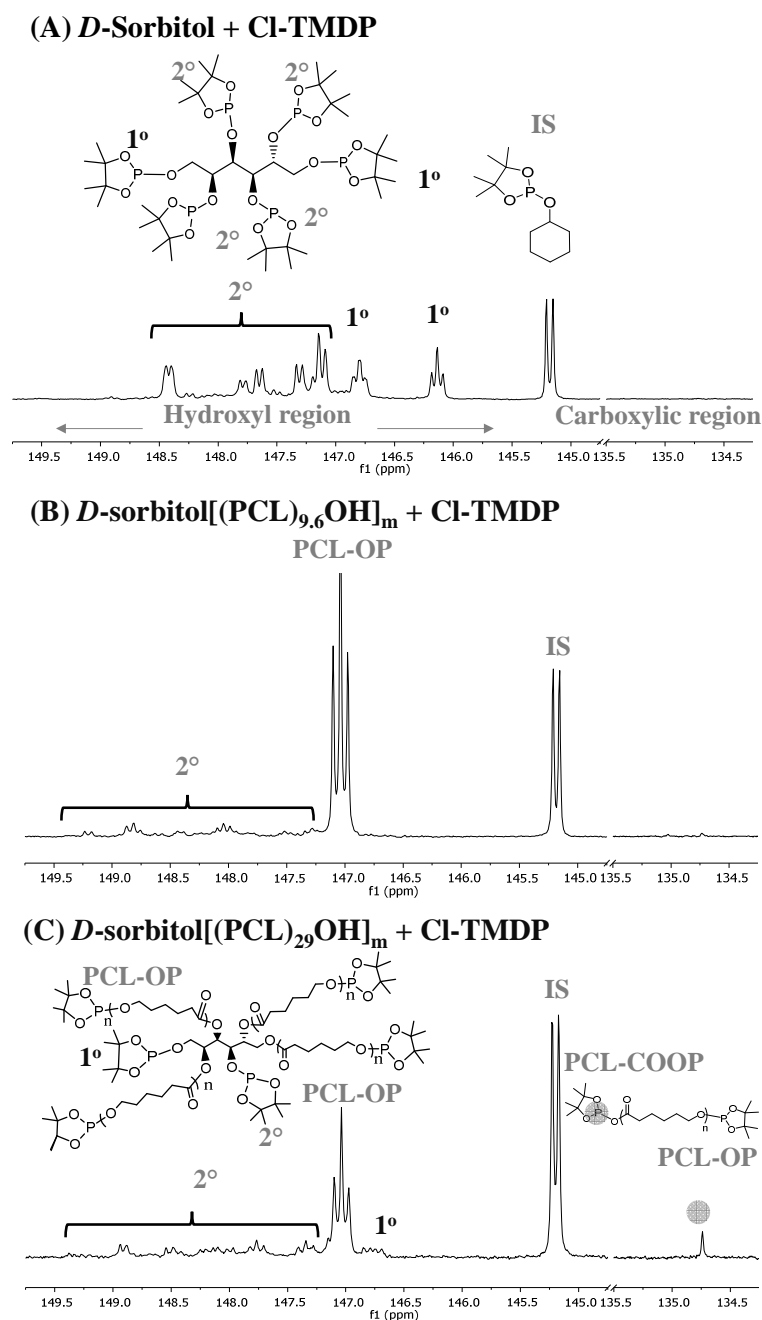 (A) D-Sorbitol + Cl-TMDP
2° 2°
IS
1º
1º
2° 2°
2° 1º 1º
Hydroxyl region Carboxylic region
149.5 149.0 148.5 148.0 147.5 147.0 146.5 146.0 145.5 145.0 135.5 135.0 134.5
f1 (ppm)
(B) D-sorbitol[(PCL)9.6OH]m + Cl-TMDP
PCL-OP
IS
2°
149.5 149.0 148.5 148.0 147.5 147.0 146.5 146.0 145.5 145.0 135.5 135.0 134.5
f1 (ppm)
(C) D-sorbitol[(PCL)29OH]m + Cl-TMDP
PCL-OP
IS
PCL-COOP
1º
PCL-OP
2°
PCL-OP
2°
1º
149.5 149.0 148.5 148.0 147.5 147.0 146.5 146.0 145.5 145.0 135.5 135.0 134.5
f1 (ppm)